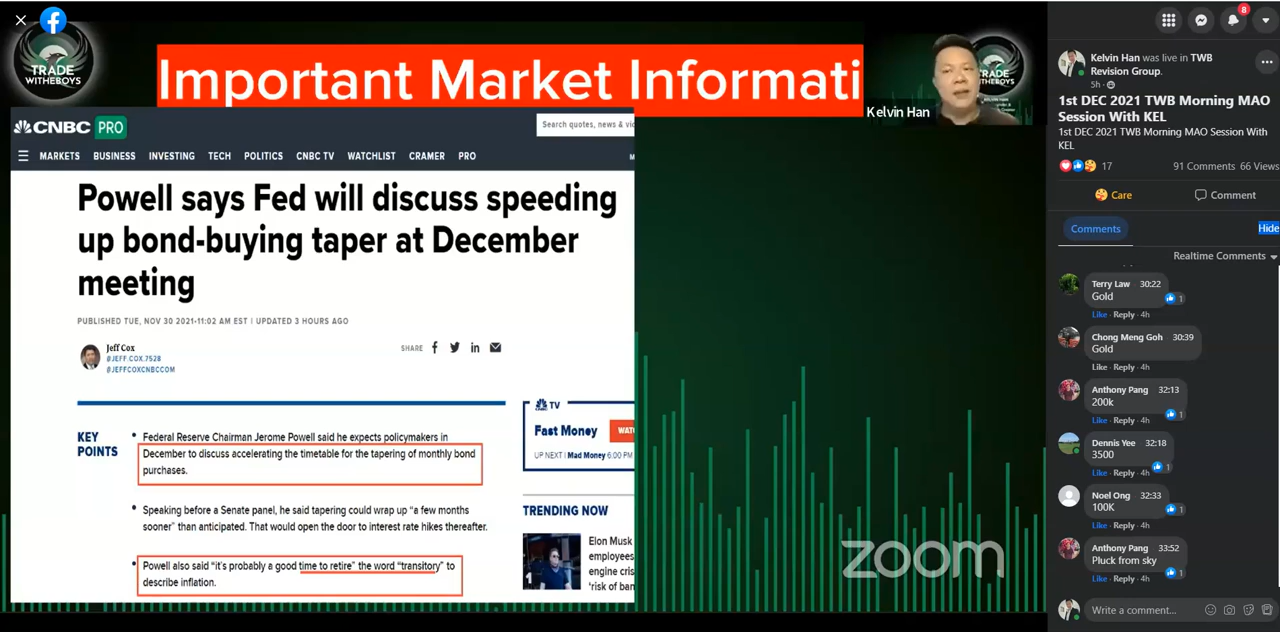 TRADE
WITHEBOYS
Important Market Informati
TRADE
Kelvin Han
CNBC PRO
Search quotes, news & vid
MARKETS BUSINESS INVESTING TECH POLITICS CNBC TV WATCHLIST CRAMER PRO
Powell says Fed will discuss speeding
up bond-buying taper at December
meeting
PUBLISHED TUE, NOV 30 2021-11:02 AM EST | UPDATED 3 HOURS AGO
Jeff Cox
@JEFF.COX.7528
@JEFFCOXCNBCCOM
SHARE
KEY
POINTS
• Federal Reserve Chairman Jerome Powell said he expects policymakers in
December to discuss accelerating the timetable for the tapering of monthly bond
purchases.
• Speaking before a Senate panel, he said tapering could wrap up “a few months
sooner” than anticipated. That would open the door to interest rate hikes thereafter.
• Powell also said “it's probably a good time to retire” the word “transitory” to
describe inflation.
TV
Fast Money WAT
UP NEXT | Mad Money 6:00 PM
TRENDING NOW
1
Elon Musk
employees
engine cris
'risk of ban
zoom
8
Kelvin Han was live in TWB
Revision Group.
5h
1st DEC 2021 TWB Morning MAO
Session With KEL
1st DEC 2021 TWB Morning MAO Session With
KEL
17 91 Comments 66 Views
Care Comment
Comments Hide
Realtime Comments
Terry Law 30:22
Gold
1
Like · Reply · 4h
Chong Meng Goh 30:39
Gold
Like · Reply · 4h
Anthony Pang 32:13
200k
1
Like · Reply · 4h
Dennis Yee 32:18
3500
Like · Reply · 4h 1
Noel Ong 32:33
100K
1
Like · Reply · 4h
Anthony Pang 33:52
Pluck from sky
1
Like · Reply · 4h
Write a comment...